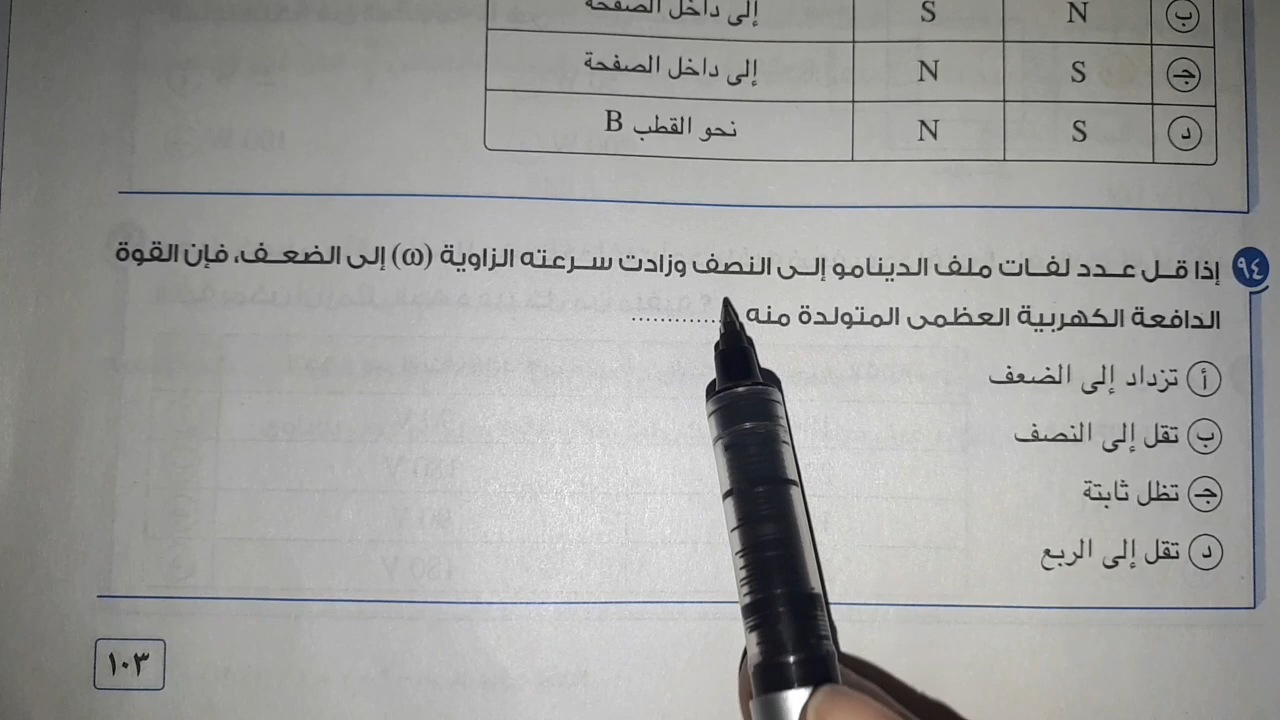 ب N S إلى داخل الصفحة
ج S N إلى داخل الصفحة
د S N نحو القطب B
٩٤ إذا قل عدد لفات ملف الدينامو إلى النصف وزادت سرعته الزاوية (ω) إلى الضعف، فإن القوة
الدافعة الكهربية العظمى المتولدة منه ............
أ تزداد إلى الضعف
ب تقل إلى النصف
ج تظل ثابتة
د تقل إلى الربع
١٠٣